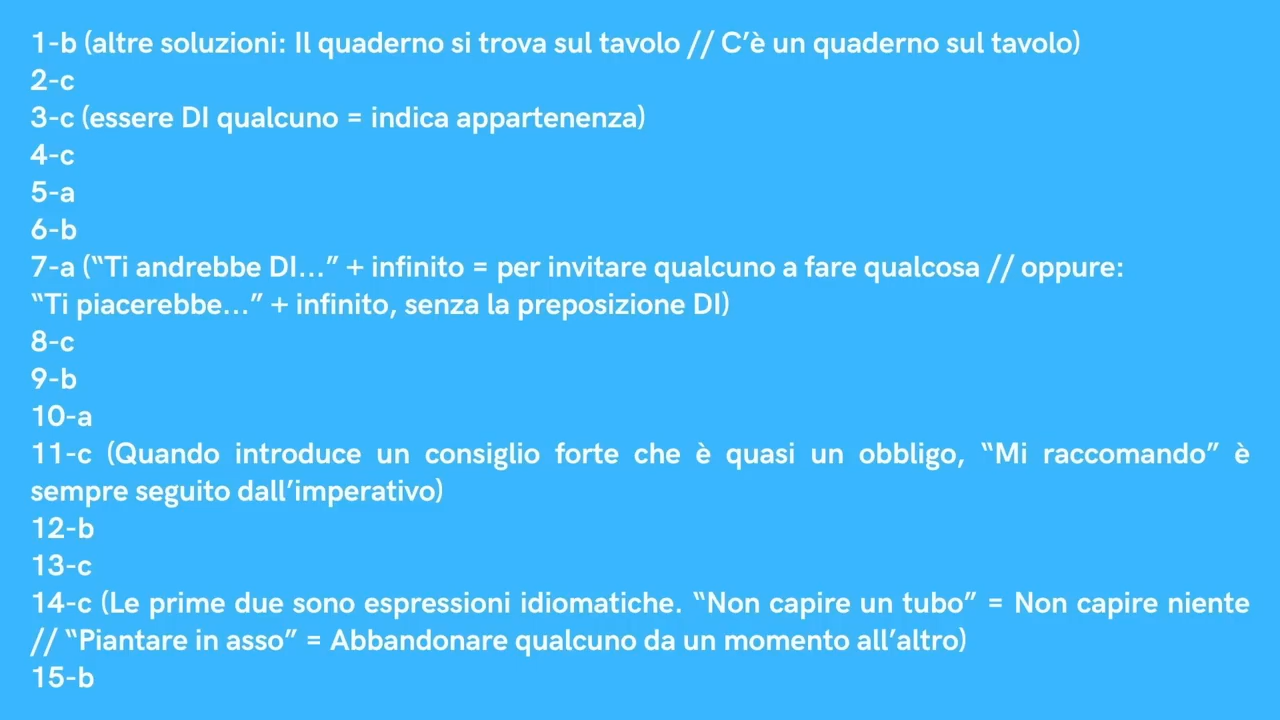 1-b (altre soluzioni: Il quaderno si trova sul tavolo // C’è un quaderno sul tavolo)
2-c
3-c (essere DI qualcuno = indica appartenenza)
4-c
5-a
6-b
7-a (“Ti andrebbe DI...” + infinito = per invitare qualcuno a fare qualcosa // oppure:
“Ti piacerebbe...” + infinito, senza la preposizione DI)
8-c
9-b
10-a
11-c (Quando introduce un consiglio forte che è quasi un obbligo, “Mi raccomando” è
sempre seguito dall’imperativo)
12-b
13-c
14-c (Le prime due sono espressioni idiomatiche. “Non capire un tubo” = Non capire niente
// “Piantare in asso” = Abbandonare qualcuno da un momento all’altro)
15-b